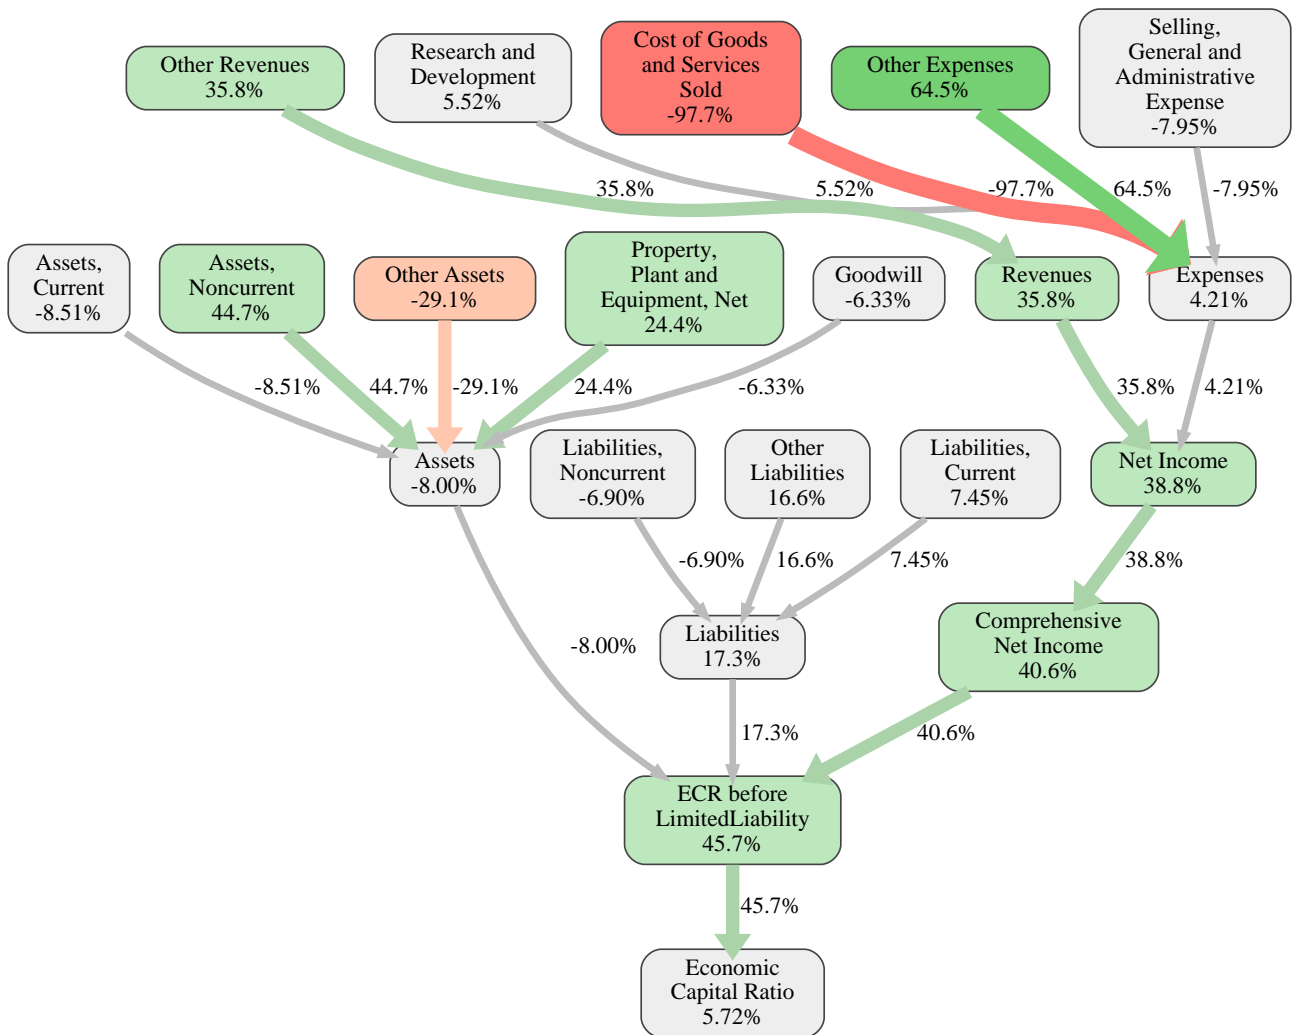 Other Revenues
35.8%
Research and
Development
5.52%
Cost of Goods
and Services
Sold
-97.7%
Other Expenses
64.5%
Selling,
General and
Administrative
Expense
-7.95%
35.8%
5.52%
-97.7%
64.5%
-7.95%
Assets,
Current
-8.51%
Assets,
Noncurrent
44.7%
Other Assets
-29.1%
Property,
Plant and
Equipment, Net
24.4%
Goodwill
-6.33%
Revenues
35.8%
Expenses
4.21%
-8.51%
44.7%
-29.1%
24.4%
-6.33%
35.8%
4.21%
Assets
-8.00%
Liabilities,
Noncurrent
-6.90%
Other
Liabilities
16.6%
Liabilities,
Current
7.45%
Net Income
38.8%
-6.90%
16.6%
7.45%
38.8%
-8.00%
Liabilities
17.3%
Comprehensive
Net Income
40.6%
17.3%
40.6%
ECR before
LimitedLiability
45.7%
45.7%
Economic
Capital Ratio
5.72%